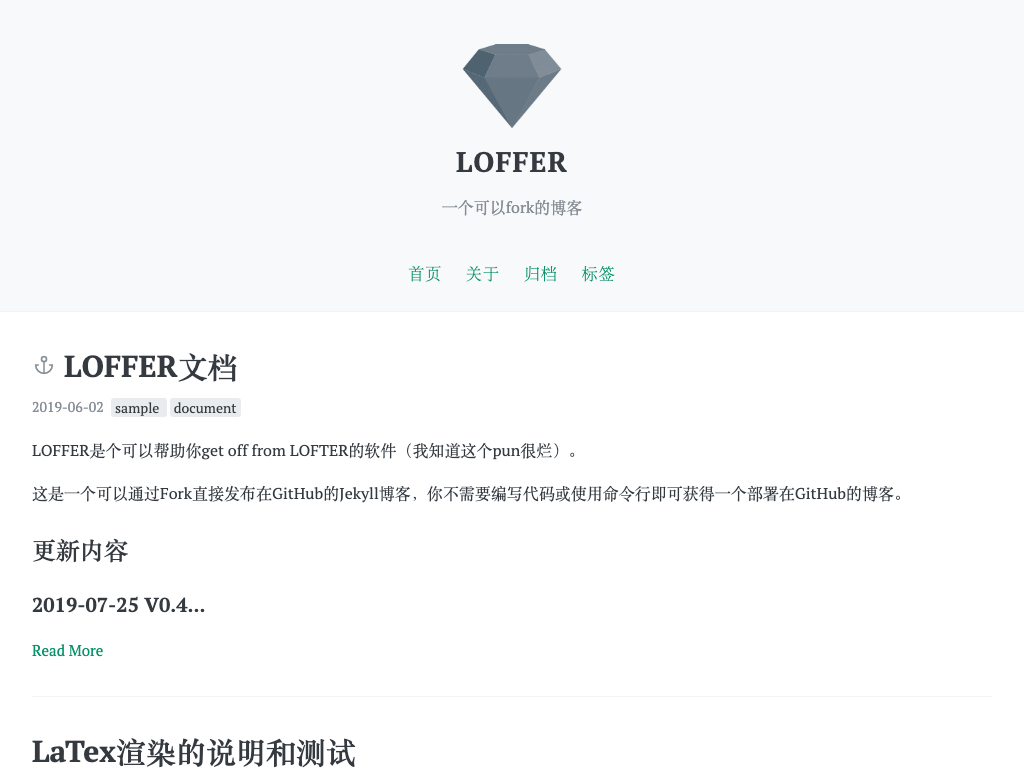 LOFFER
一个可以fork的博客
首页 关于 归档 标签
LOFFER文档
2019-06-02 sample document
LOFFER是个可以帮助你get off from LOFTER的软件（我知道这个pun很烂）。
这是一个可以通过Fork直接发布在GitHub的Jekyll博客，你不需要编写代码或使用命令行即可获得一个部署在GitHub的博客。
更新内容
2019-07-25 V0.4...
Read More
LaTex渲染的说明和测试